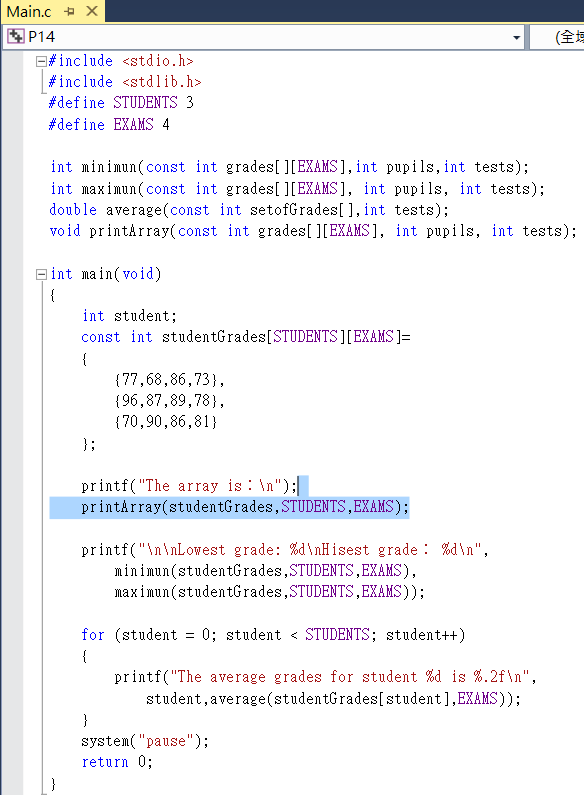 Main.c
P14
(全域
#include <stdio.h>
#include <stdlib.h>
#define STUDENTS 3
#define EXAMS 4
int minimun(const int grades[][EXAMS],int pupils,int tests);
int maximun(const int grades[][EXAMS], int pupils, int tests);
double average(const int setofGrades[],int tests);
void printArray(const int grades[][EXAMS], int pupils, int tests);
int main(void)
{
int student;
const int studentGrades[STUDENTS][EXAMS]=
{
{77,68,86,73},
{96,87,89,78},
{70,90,86,81}
};
printf("The array is：\n");
printArray(studentGrades,STUDENTS,EXAMS);
printf("\n\nLowest grade: %d\nHisest grade： %d\n",
minimun(studentGrades,STUDENTS,EXAMS),
maximun(studentGrades,STUDENTS,EXAMS));
for (student = 0; student < STUDENTS; student++)
{
printf("The average grades for student %d is %.2f\n",
student,average(studentGrades[student],EXAMS));
}
system("pause");
return 0;
}